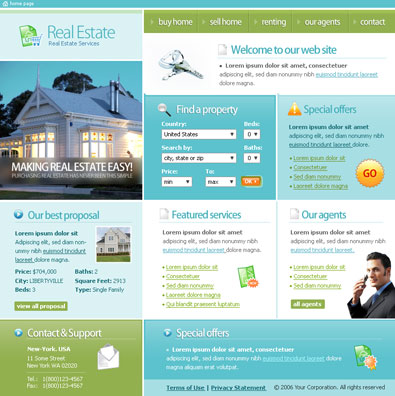 home page
Real Estate
Real Estate Services
buy home
sell home
renting
our agents
contact
Welcome to our web site
Lorem ipsum dolor sit amet, consectetuer
adipiscing elit, sed diam nonummy nibh euismod tincidunt laoreet
dolore magna.
MAKING REAL ESTATE EASY!
PURCHASING REAL ESTATE HAS NEVER BEEN THIS SIMPLE
Find a property
Country:
Beds:
United States
0
Search by:
Baths:
city, state or zip
0
Price:
To:
min
max
OK
Special offers
Lorem ipsum dolor sit amet
adipiscing elit, sed diam nonummy nibh
euismod tincidunt laoreet dolore.
Lorem ipsum dolor sit
Consectetuer
Sed diam nonummy
Laoreet dolore magna
GO
Our best proposal
Lorem ipsum dolor sit
Adipiscing elit, sed diam non-
ummy nibh
euismod tincidunt
laoreet dolore magna.
Price: $704,000
Baths: 2
City: LIBERTYVILLE
Square Feet: 2913
Beds: 3
Type: Single Family
view all proposal
Featured services
Lorem ipsum dolor sit amet
adipiscing elit, sed diam nonummy nibh
euismod tincidunt laoreet dolore.
Lorem ipsum dolor sit
Consectetuer
Sed diam nonummy
Laoreet dolore magna
Qui blandit praesent luptatum
Our agents
Lorem ipsum dolor sit amet
adipiscing elit, sed diam nonummy nibh
euismod tincidunt laoreet dolore.
Lorem ipsum dolor sit
Consectetuer
Sed diam nonummy
Laoreet dolore magna
all agents
Contact & Support
New-York. USA
11 Some Street
New York WA 02020
Tel.: 1(800)123-4567
Fax: 1(800)123-4567
Special offers
Lorem ipsum dolor sit amet, consectetuer
adipiscing elit, sed diam nonummy nibh euismod tincidunt laoreet dolore
magna aliquam erat volutpat.
Terms of Use | Privacy Statement © 2006 Your Corporation. All Rights Reserved